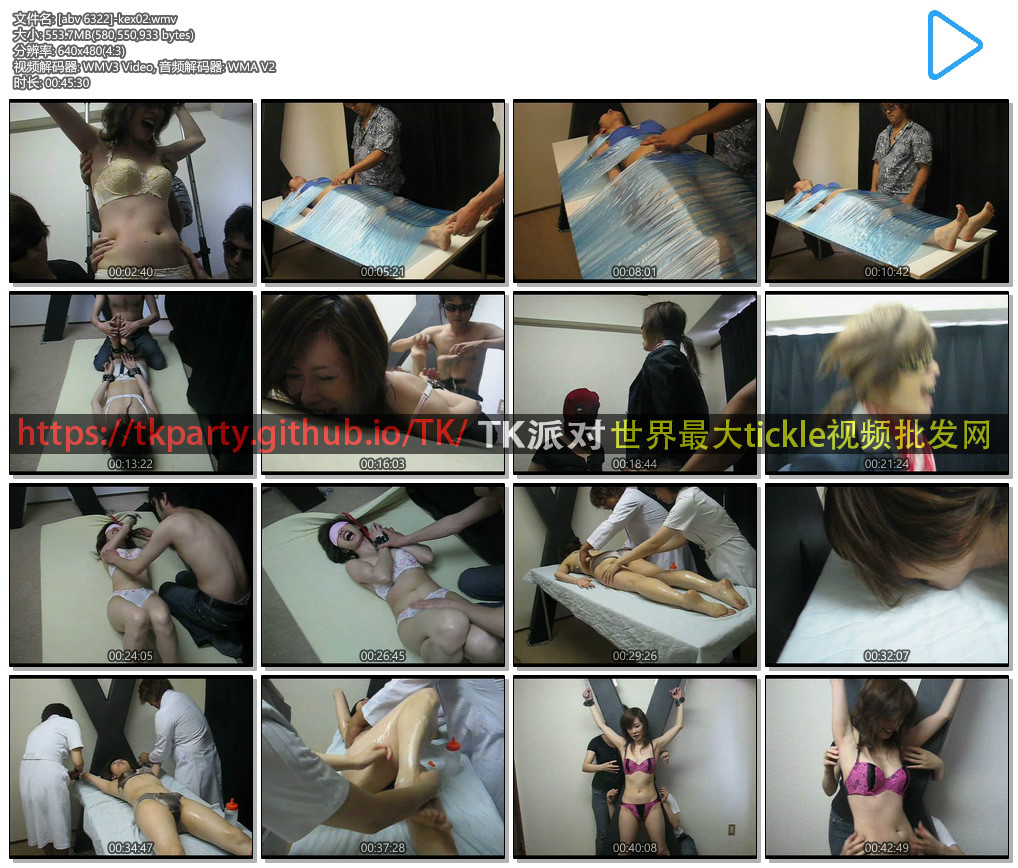 文件名: [abv 6322]-kex02.wmv
大小: 553.7MB(580,550,933 bytes)
分辨率: 640x480(4:3)
视频解码器: WMV3 Video, 音频解码器: WMA V2
时长: 00:45:30
00:02:40 00:05:21 00:08:01 00:10:42
https://tkparty.github.io/TK/ TK派对 世界最大tickle视频批发网
00:13:22 00:16:03 00:18:44 00:21:24
00:24:05 00:26:45 00:29:26 00:32:07
00:34:47 00:37:28 00:40:08 00:42:49